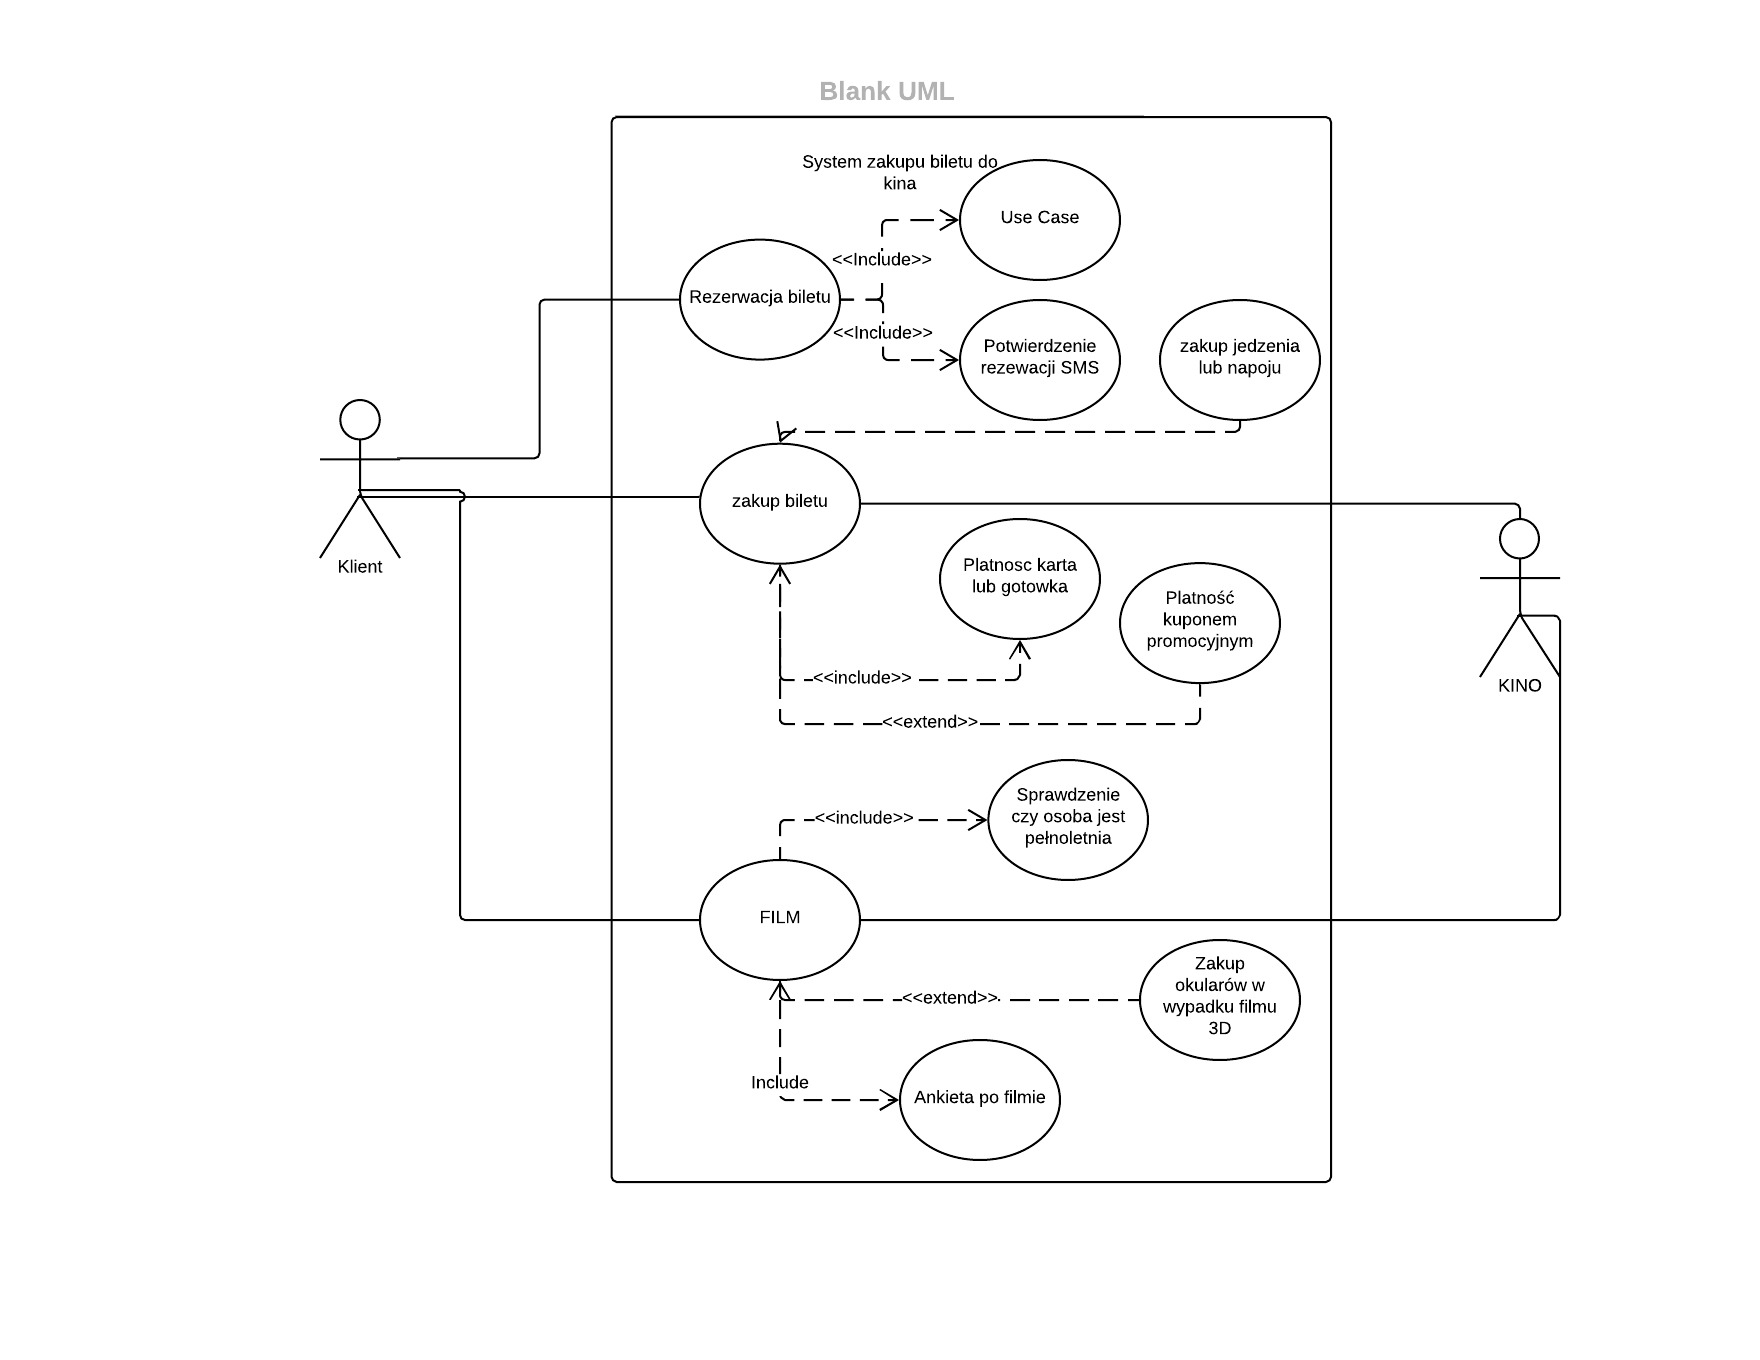 Blank UML
System zakupu biletu do
kina
Use Case
<<Include>>
Rezerwacja biletu
<<Include>>
Potwierdzenie
rezewacji SMS
zakup jedzenia
lub napoju
zakup biletu
Klient
Platnosc karta
lub gotowka
Platność
kuponem
promocyjnym
KINO
<<include>>
<<extend>>
Sprawdzenie
czy osoba jest
pełnoletnia
<<include>>
FILM
Zakup
okularów w
wypadku filmu
3D
<<extend>>
Include
Ankieta po filmie